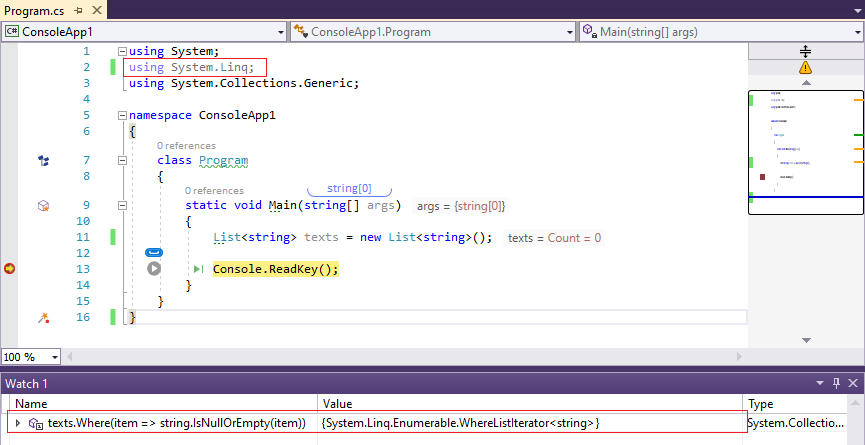 Program.cs
C# ConsoleApp1
ConsoleApp1.Program
Main(string[] args)
1 using System;
2 using System.Linq;
3 using System.Collections.Generic;
4
5 namespace ConsoleApp1
6 {
0 references
7 class Program
8 {
0 references
string[0]
9 static void Main(string[] args) args = {string[0]}
10 {
11 List<string> texts = new List<string>(); texts = Count = 0
12
13 Console.ReadKey();
14 }
15 }
16 }
100 %
Watch 1
Name Value Type
texts.Where(item => string.IsNullOrEmpty(item)) {System.Linq.Enumerable.WhereListIterator<string>} System.Collectio...